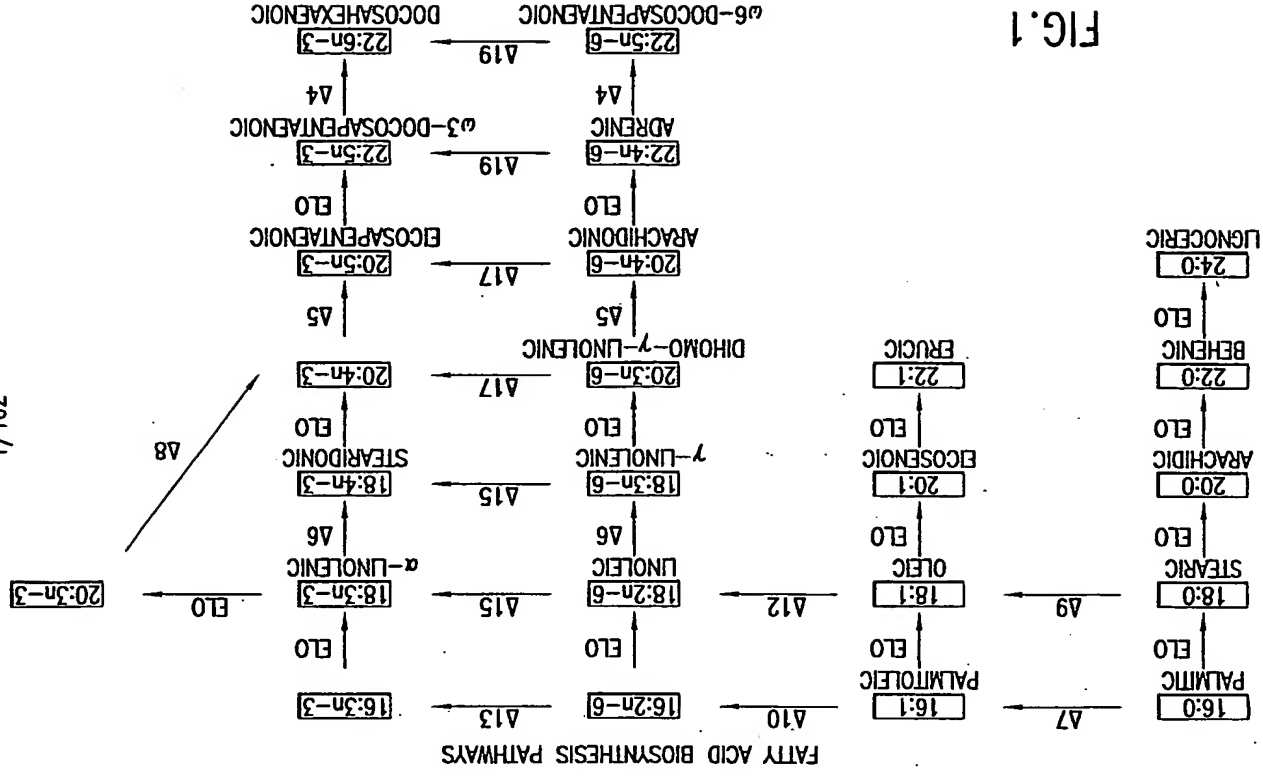 FATTY ACID BIOSYNTHESIS PATHWAYS
16:0 Δ7 16:1 Δ10 16:2n-6 Δ13 16:3n-3
PALMITIC PALMITOLEIC
ELO ELO ELO ELO
18:0 Δ9 18:1 Δ12 18:2n-6 Δ15 18:3n-3 ELO 20:3n-3
STEARIC OLEIC LINOLEIC α-LINOLENIC
ELO ELO Δ6 Δ6
20:0 20:1 18:3n-6 Δ15 18:4n-3
ARACHIDIC EICOSENOIC γ-LINOLENIC STEARIDONIC
ELO ELO ELO ELO Δ8
22:0 22:1 20:3n-6 Δ17 20:4n-3
BEHENIC ERUCIC DIHOMO-γ-LINOLENIC
ELO Δ5 Δ5
24:0 20:4n-6 Δ17 20:5n-3
LIGNOCERIC ARACHIDONIC EICOSAPENTAENOIC
ELO ELO
22:4n-6 Δ19 22:5n-3
ADRENIC ω3-DOCOSAPENTAENOIC
Δ4 Δ4
22:5n-6 Δ19 22:6n-3
ω6-DOCOSAPENTAENOIC DOCOSAHEXAENOIC
FIG.1